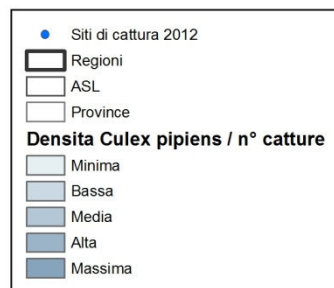 Siti di cattura 2012
Regioni
ASL
Province
Densita Culex pipiens / n° catture
Minima
Bassa
Media
Alta
Massima